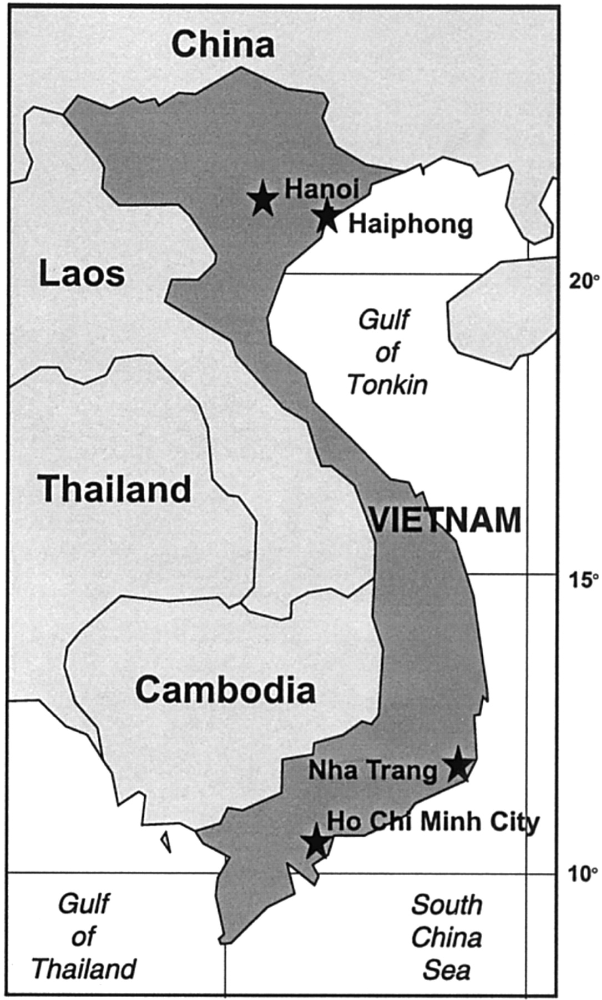 China
Hanoi
Haiphong
Laos
20°
Gulf
of
Tonkin
Thailand
VIETNAM
15°
Cambodia
Nha Trang
Ho Chi Minh City
10°
Gulf
of
Thailand
South
China
Sea